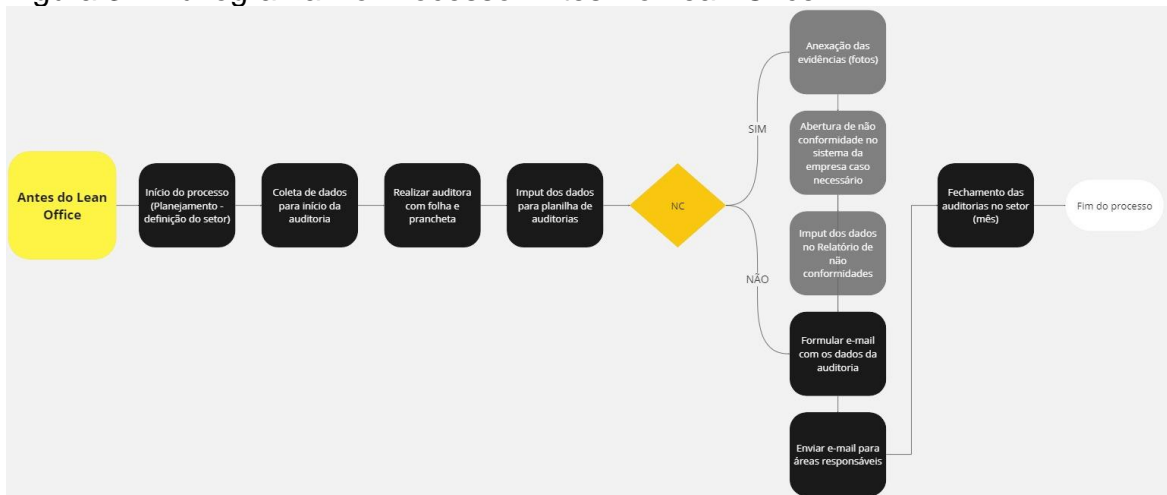 Antes do Lean
Office
Início do processo
(Planejamento -
definição do setor)
Coleta de dados
para início da
auditoria
Realizar auditora
com folha e
prancheta
Imput dos dados
para planilha de
auditorias
NC
SIM
NÃO
Anexação das
evidências (fotos)
Abertura de não
conformidade no
sistema da
empresa caso
necessário
Imput dos dados
no Relatório de
não
conformidades
Formular e-mail
com os dados da
auditoria
Enviar e-mail para
áreas responsáveis
Fechamento das
auditorias no setor
(mês)
Fim do processo